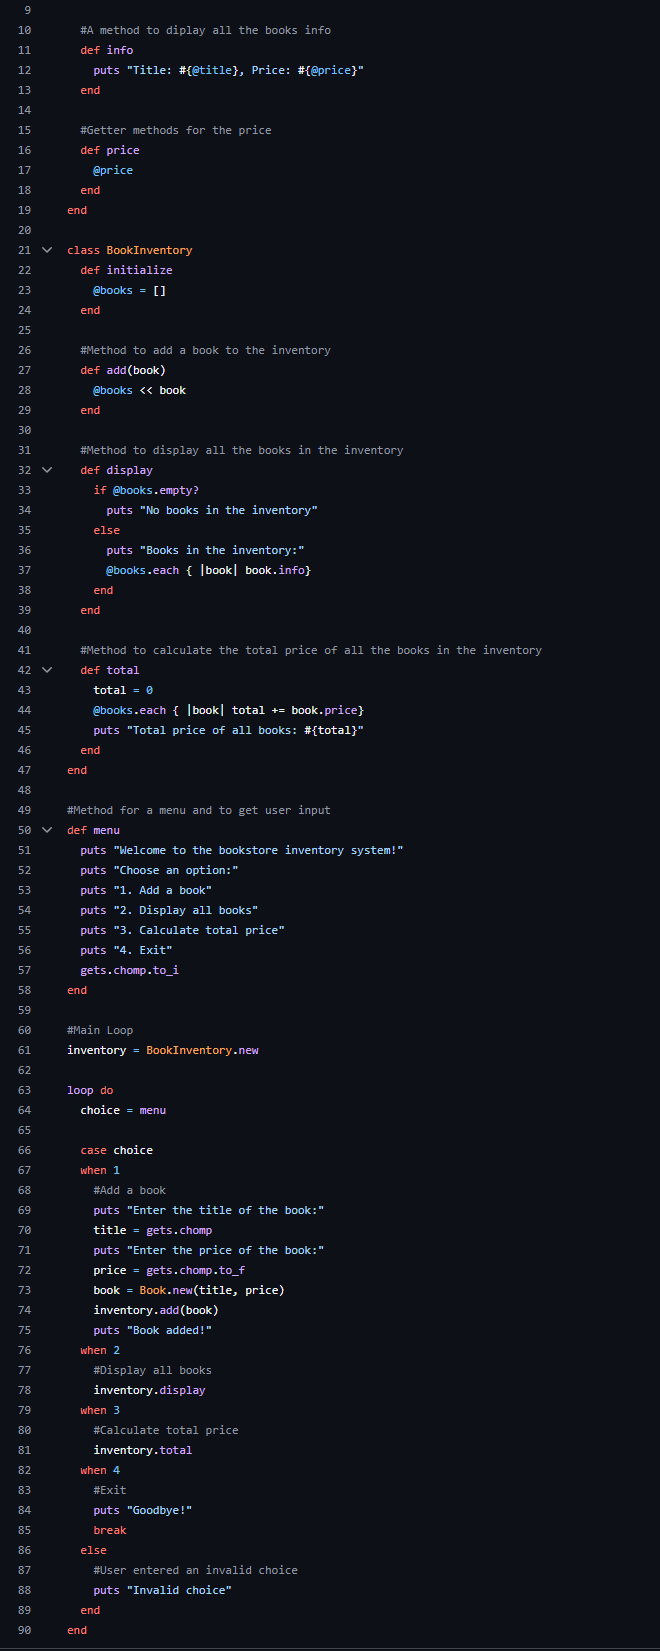 9
10 #A method to diplay all the books info
11 def info
12 puts "Title: #{@title}, Price: #{@price}"
13 end
14
15 #Getter methods for the price
16 def price
17 @price
18 end
19 end
20
21 class BookInventory
22 def initialize
23 @books = []
24 end
25
26 #Method to add a book to the inventory
27 def add(book)
28 @books << book
29 end
30
31 #Method to display all the books in the inventory
32 def display
33 if @books.empty?
34 puts "No books in the inventory"
35 else
36 puts "Books in the inventory:"
37 @books.each { |book| book.info}
38 end
39 end
40
41 #Method to calculate the total price of all the books in the inventory
42 def total
43 total = 0
44 @books.each { |book| total += book.price}
45 puts "Total price of all books: #{total}"
46 end
47 end
48
49 #Method for a menu and to get user input
50 def menu
51 puts "Welcome to the bookstore inventory system!"
52 puts "Choose an option:"
53 puts "1. Add a book"
54 puts "2. Display all books"
55 puts "3. Calculate total price"
56 puts "4. Exit"
57 gets.chomp.to_i
58 end
59
60 #Main Loop
61 inventory = BookInventory.new
62
63 loop do
64 choice = menu
65
66 case choice
67 when 1
68 #Add a book
69 puts "Enter the title of the book:"
70 title = gets.chomp
71 puts "Enter the price of the book:"
72 price = gets.chomp.to_f
73 book = Book.new(title, price)
74 inventory.add(book)
75 puts "Book added!"
76 when 2
77 #Display all books
78 inventory.display
79 when 3
80 #Calculate total price
81 inventory.total
82 when 4
83 #Exit
84 puts "Goodbye!"
85 break
86 else
87 #User entered an invalid choice
88 puts "Invalid choice"
89 end
90 end